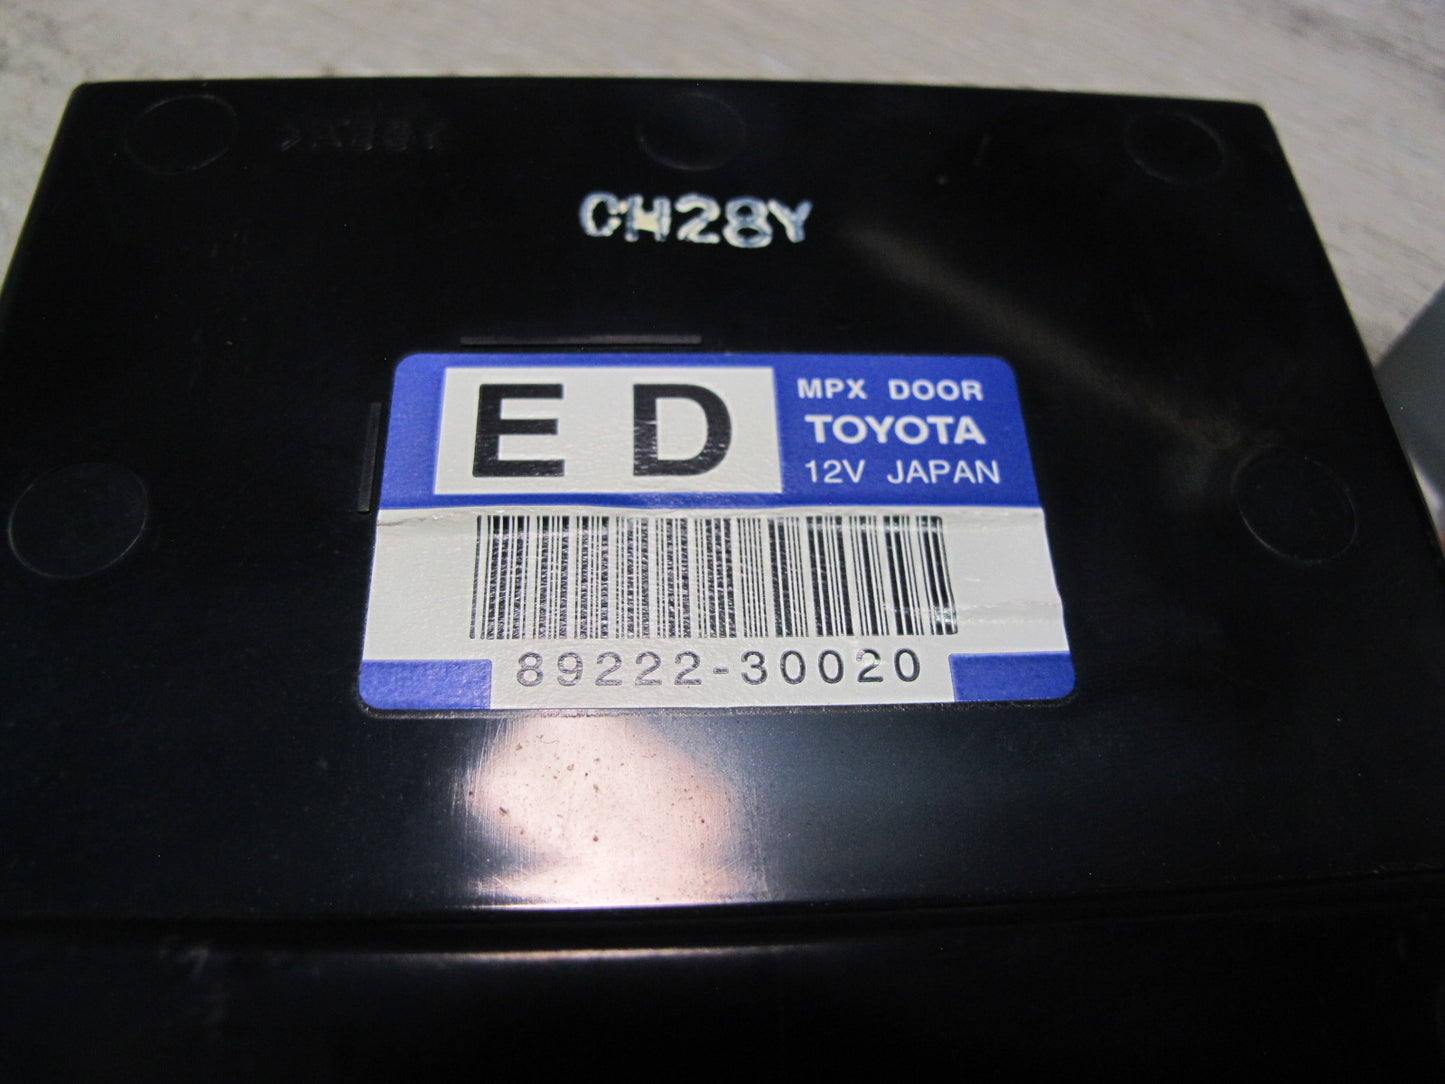 CH28Y
ED
MPX DOOR
TOYOTA
12V JAPAN
89222-30020